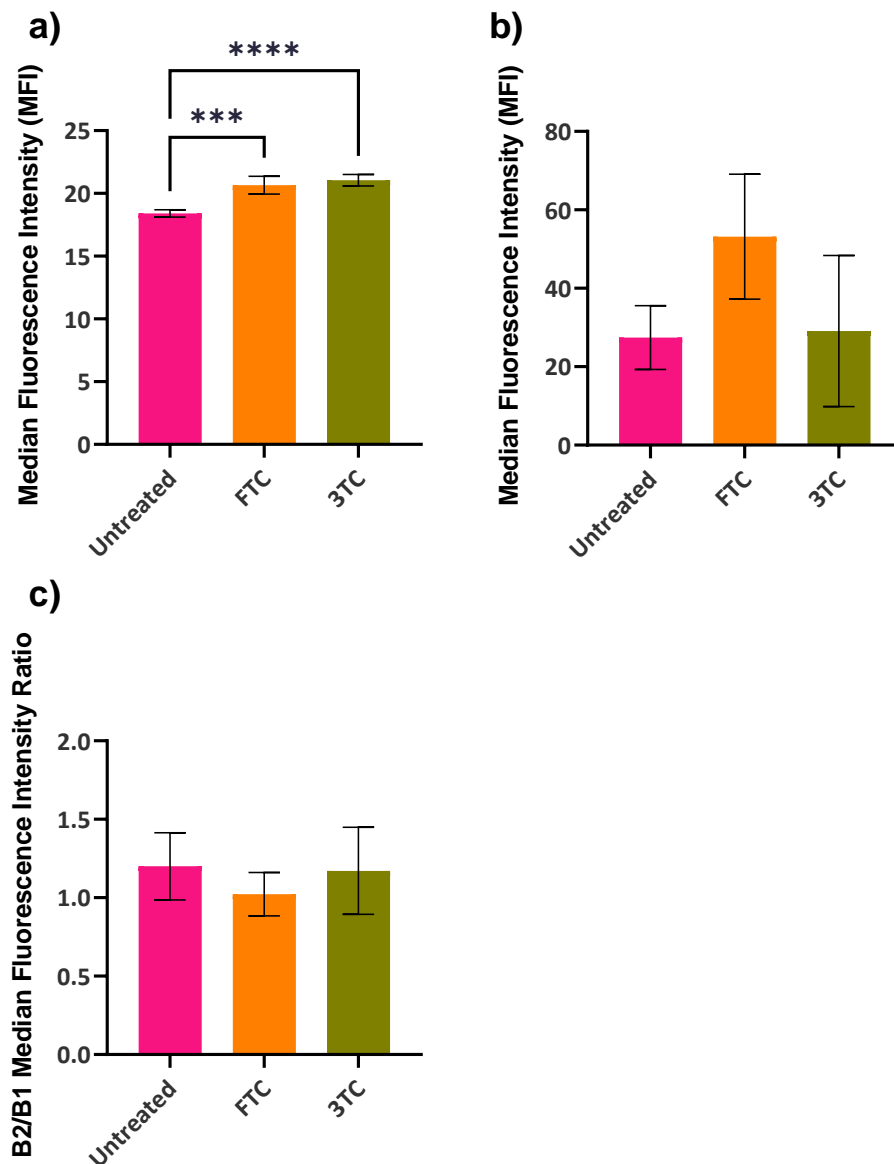 a)
Median Fluorescence Intensity (MFI)
****
***
25
20
15
10
5
0
Untreated
FTC
3TC
b)
Median Fluorescence Intensity (MFI)
80
60
40
20
0
Untreated
FTC
3TC
c)
B2/B1 Median Fluorescence Intensity Ratio
2.0
1.5
1.0
0.5
0.0
Untreated
FTC
3TC